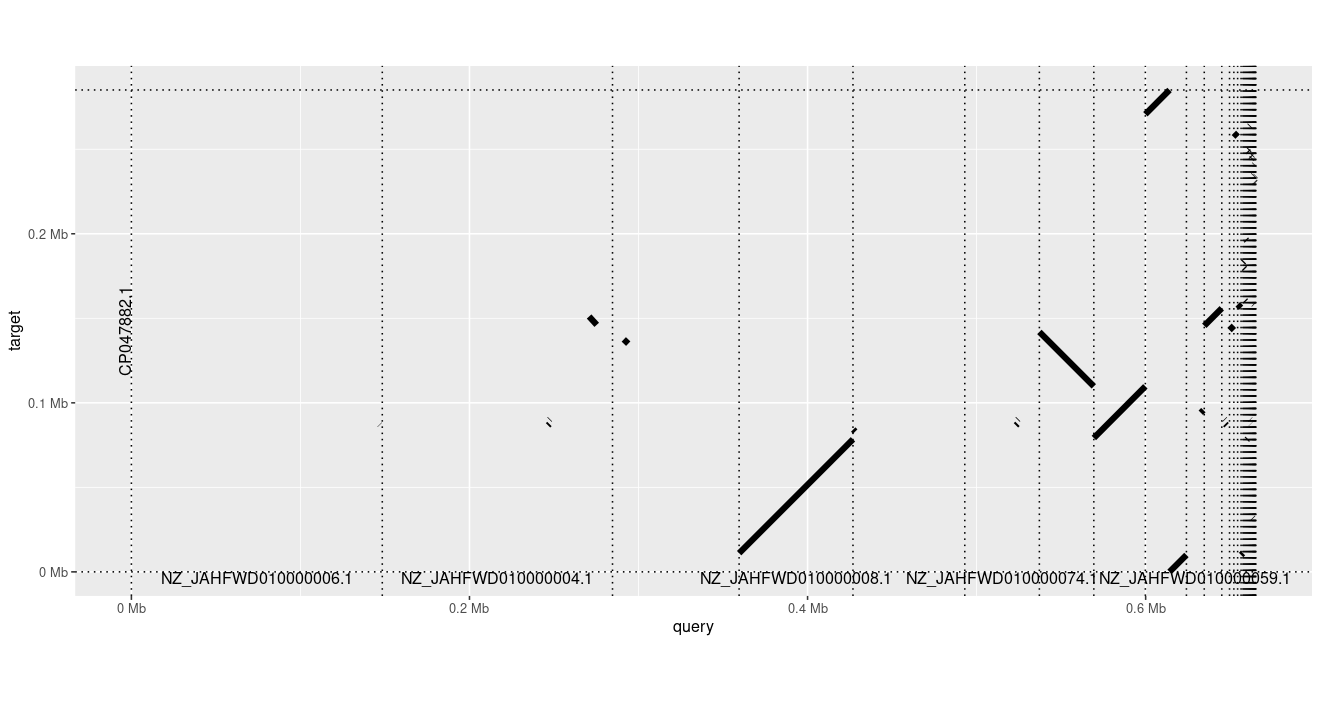 0.2 Mb
CP047882.1
target
0.1 Mb
0 Mb
NZ_JAHFWD010000006.1 NZ_JAHFWD010000004.1 NZ_JAHFWD010000008.1 NZ_JAHFWD010000074.1 NZ_JAHFWD010000059.1
0 Mb 0.2 Mb 0.4 Mb 0.6 Mb
query